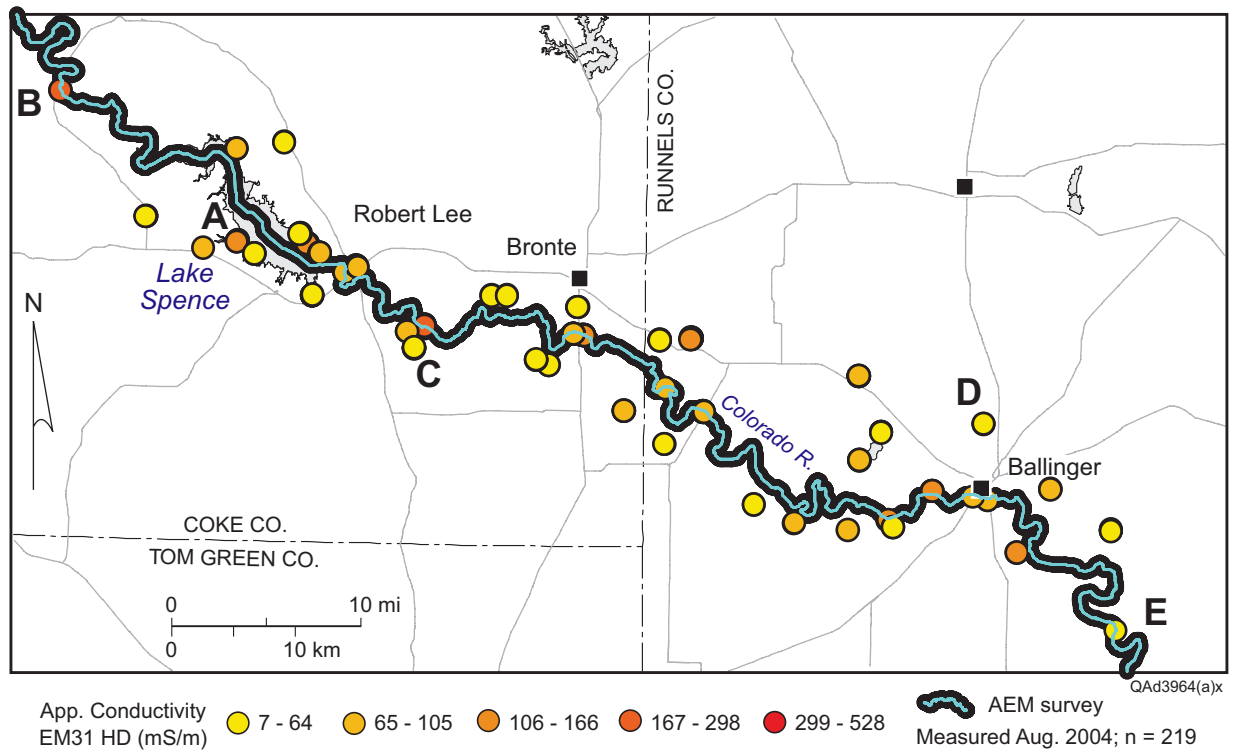 B
RUNNELS CO.
A
Robert Lee
Bronte
Lake
Spence
N
C
D
Colorado R.
Ballinger
COKE CO.
TOM GREEN CO.
E
0 10 mi
0 10 km
QAd3964(a)x
App. Conductivity
EM31 HD (mS/m)
7 - 64
65 - 105
106 - 166
167 - 298
299 - 528
AEM survey
Measured Aug. 2004; n = 219